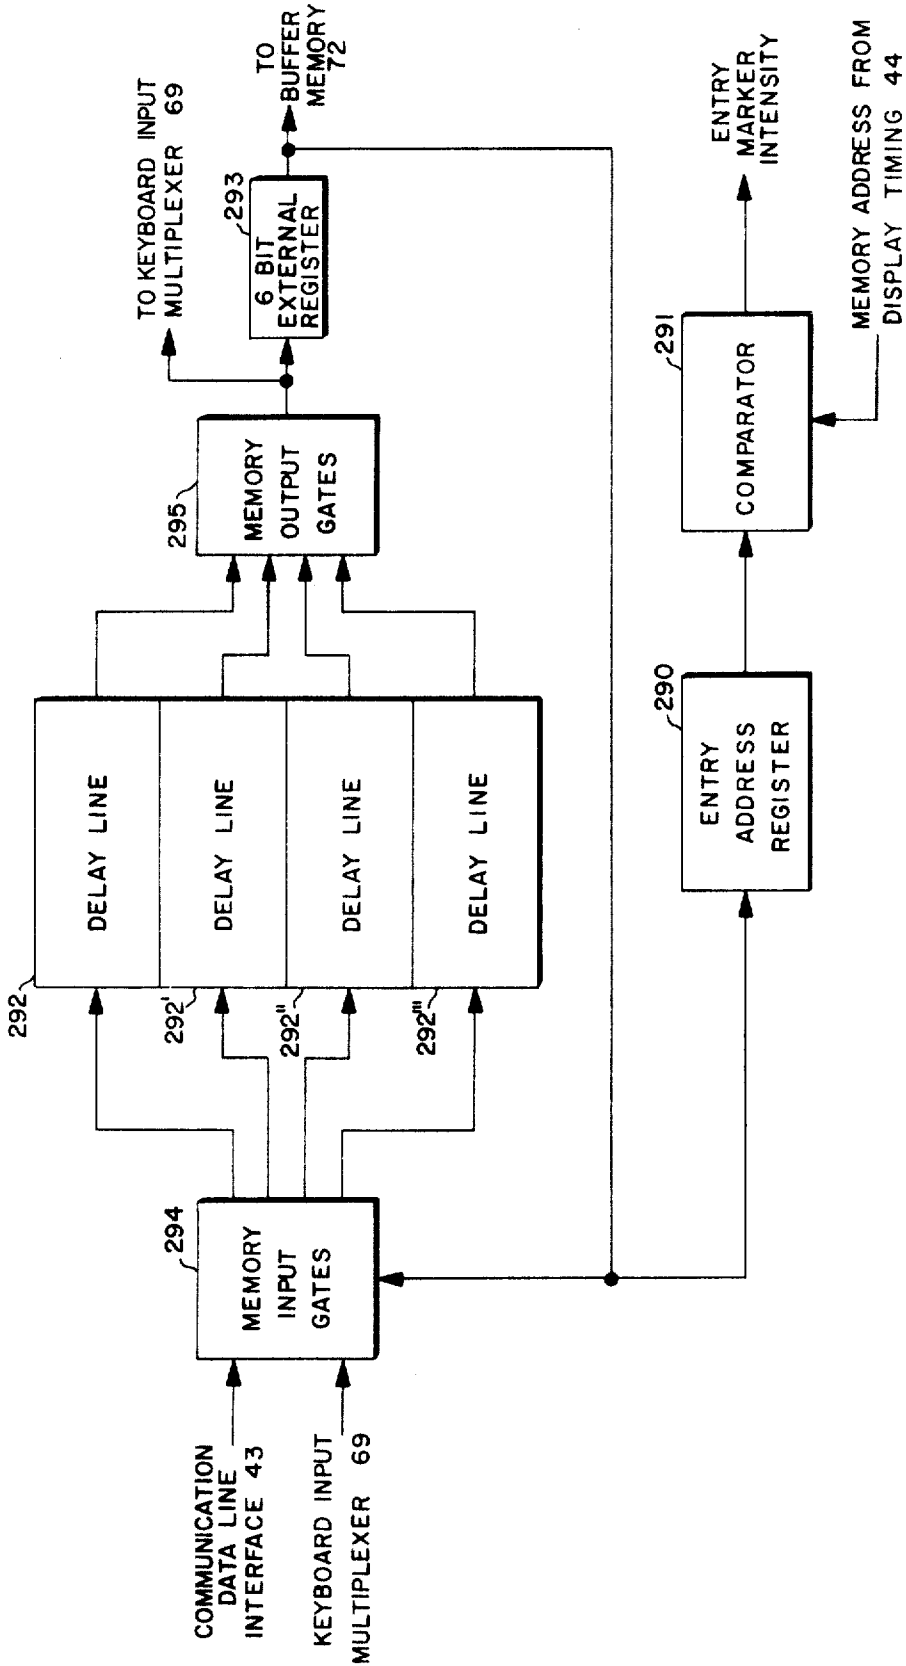 COMMUNICATION
DATA LINE
INTERFACE 43
KEYBOARD INPUT
MULTIPLEXER 69
294
MEMORY
INPUT
GATES
292
DELAY LINE
292'
DELAY LINE
292"
DELAY LINE
292'''
DELAY LINE
295
MEMORY
OUTPUT
GATES
TO KEYBOARD INPUT
MULTIPLEXER 69
293
6 BIT
EXTERNAL
REGISTER
TO
BUFFER
MEMORY
72
290
ENTRY
ADDRESS
REGISTER
291
COMPARATOR
ENTRY
MARKER
INTENSITY
MEMORY ADDRESS FROM
DISPLAY TIMING 44